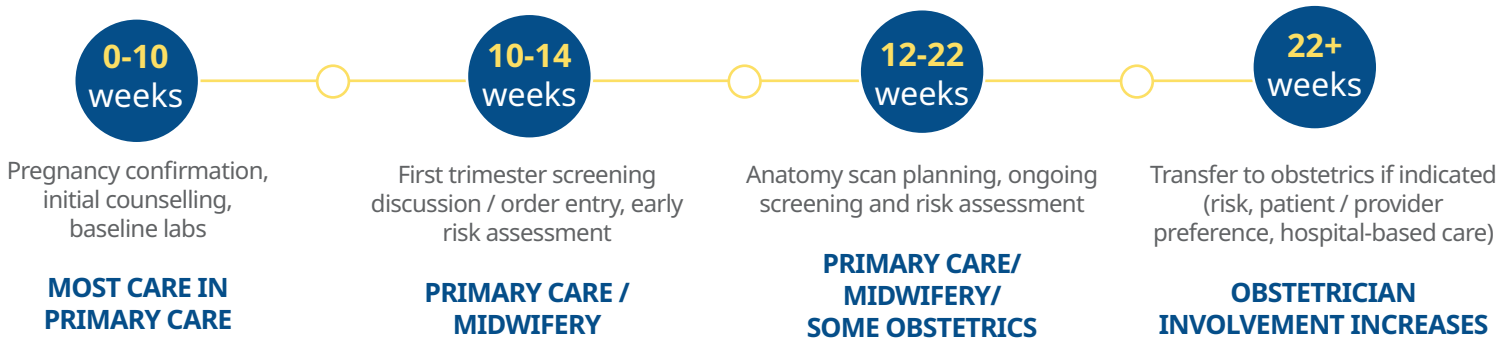 0-10
weeks
Pregnancy confirmation,
initial counselling,
baseline labs
MOST CARE IN
PRIMARY CARE
10-14
weeks
First trimester screening
discussion / order entry, early
risk assessment
PRIMARY CARE /
MIDWIFERY
12-22
weeks
Anatomy scan planning, ongoing
screening and risk assessment
PRIMARY CARE/
MIDWIFERY/
SOME OBSTETRICS
22+
weeks
Transfer to obstetrics if indicated
(risk, patient / provider
preference, hospital-based care)
OBSTETRICIAN
INVOLVEMENT INCREASES